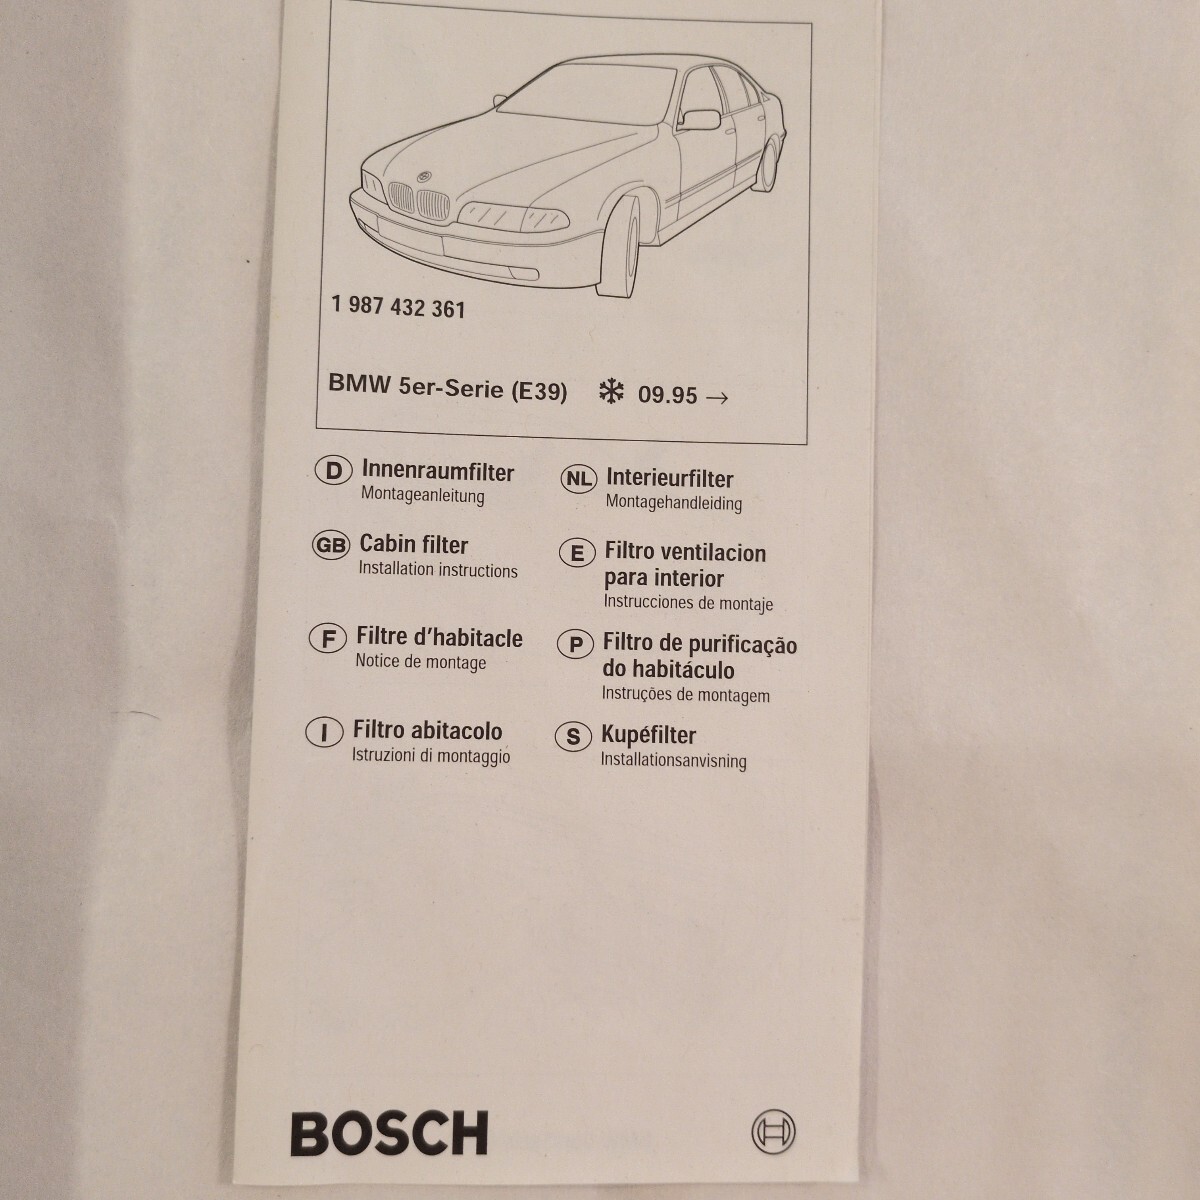 1 987 432 361
BMW 5er-Serie (E39) ❄ 09.95 →
D Innenraumfilter
Montageanleitung
GB Cabin filter
Installation instructions
F Filtre d'habitacle
Notice de montage
I Filtro abitacolo
Istruzioni di montaggio
NL Interieurfilter
Montagehandleiding
E Filtro ventilacion
para interior
Instrucciones de montaje
P Filtro de purificação
do habitáculo
Instruções de montagem
S Kupéfilter
Installationsanvisning
BOSCH